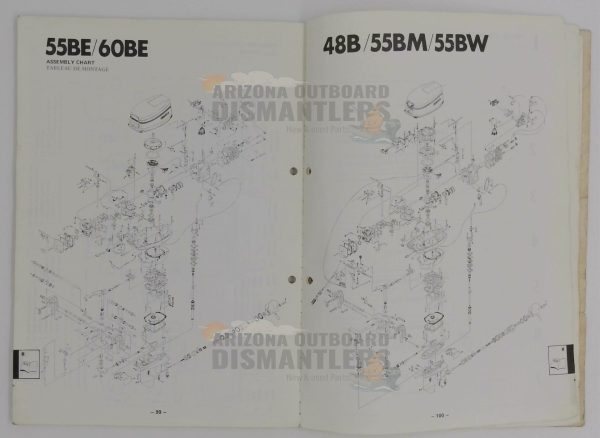 55BE/60BE
ASSEMBLY CHART
TABLEAU DE MONTAGE
48B/55BM/55BW
ARIZONA OUTBOARD
DISMANTLERS
New & used Parts
ARIZONA OUTBOARD
DISMANTLERS
New & used Parts
- 100 -